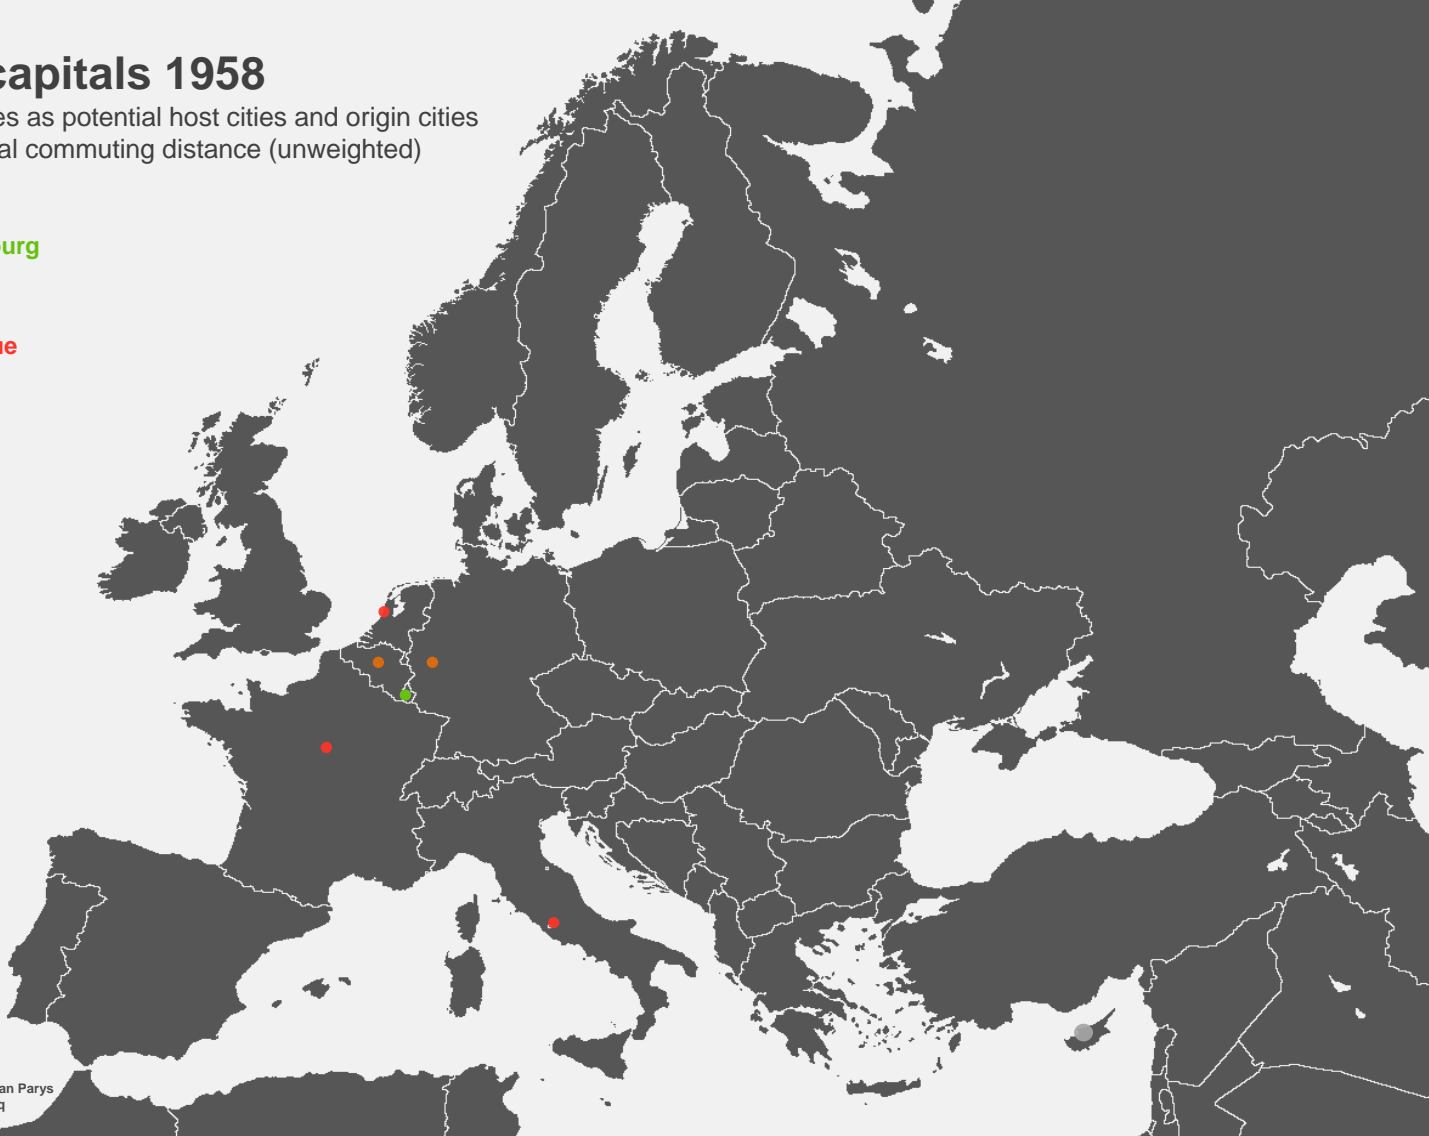 capitals 1958
es as potential host cities and origin cities
al commuting distance (unweighted)
ourg
ue
an Parys
q